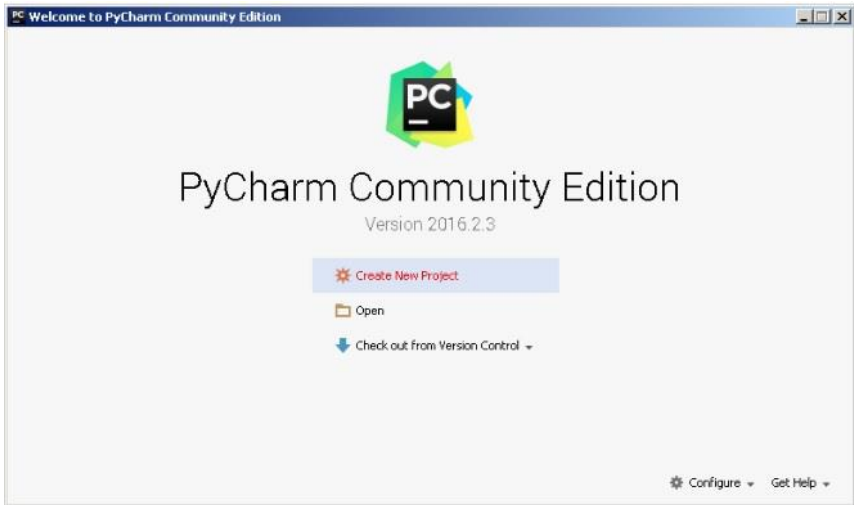 PC Welcome to PyCharm Community Edition
PC
PyCharm Community Edition
Version 2016.2.3
Create New Project
Open
Check out from Version Control
Configure Get Help